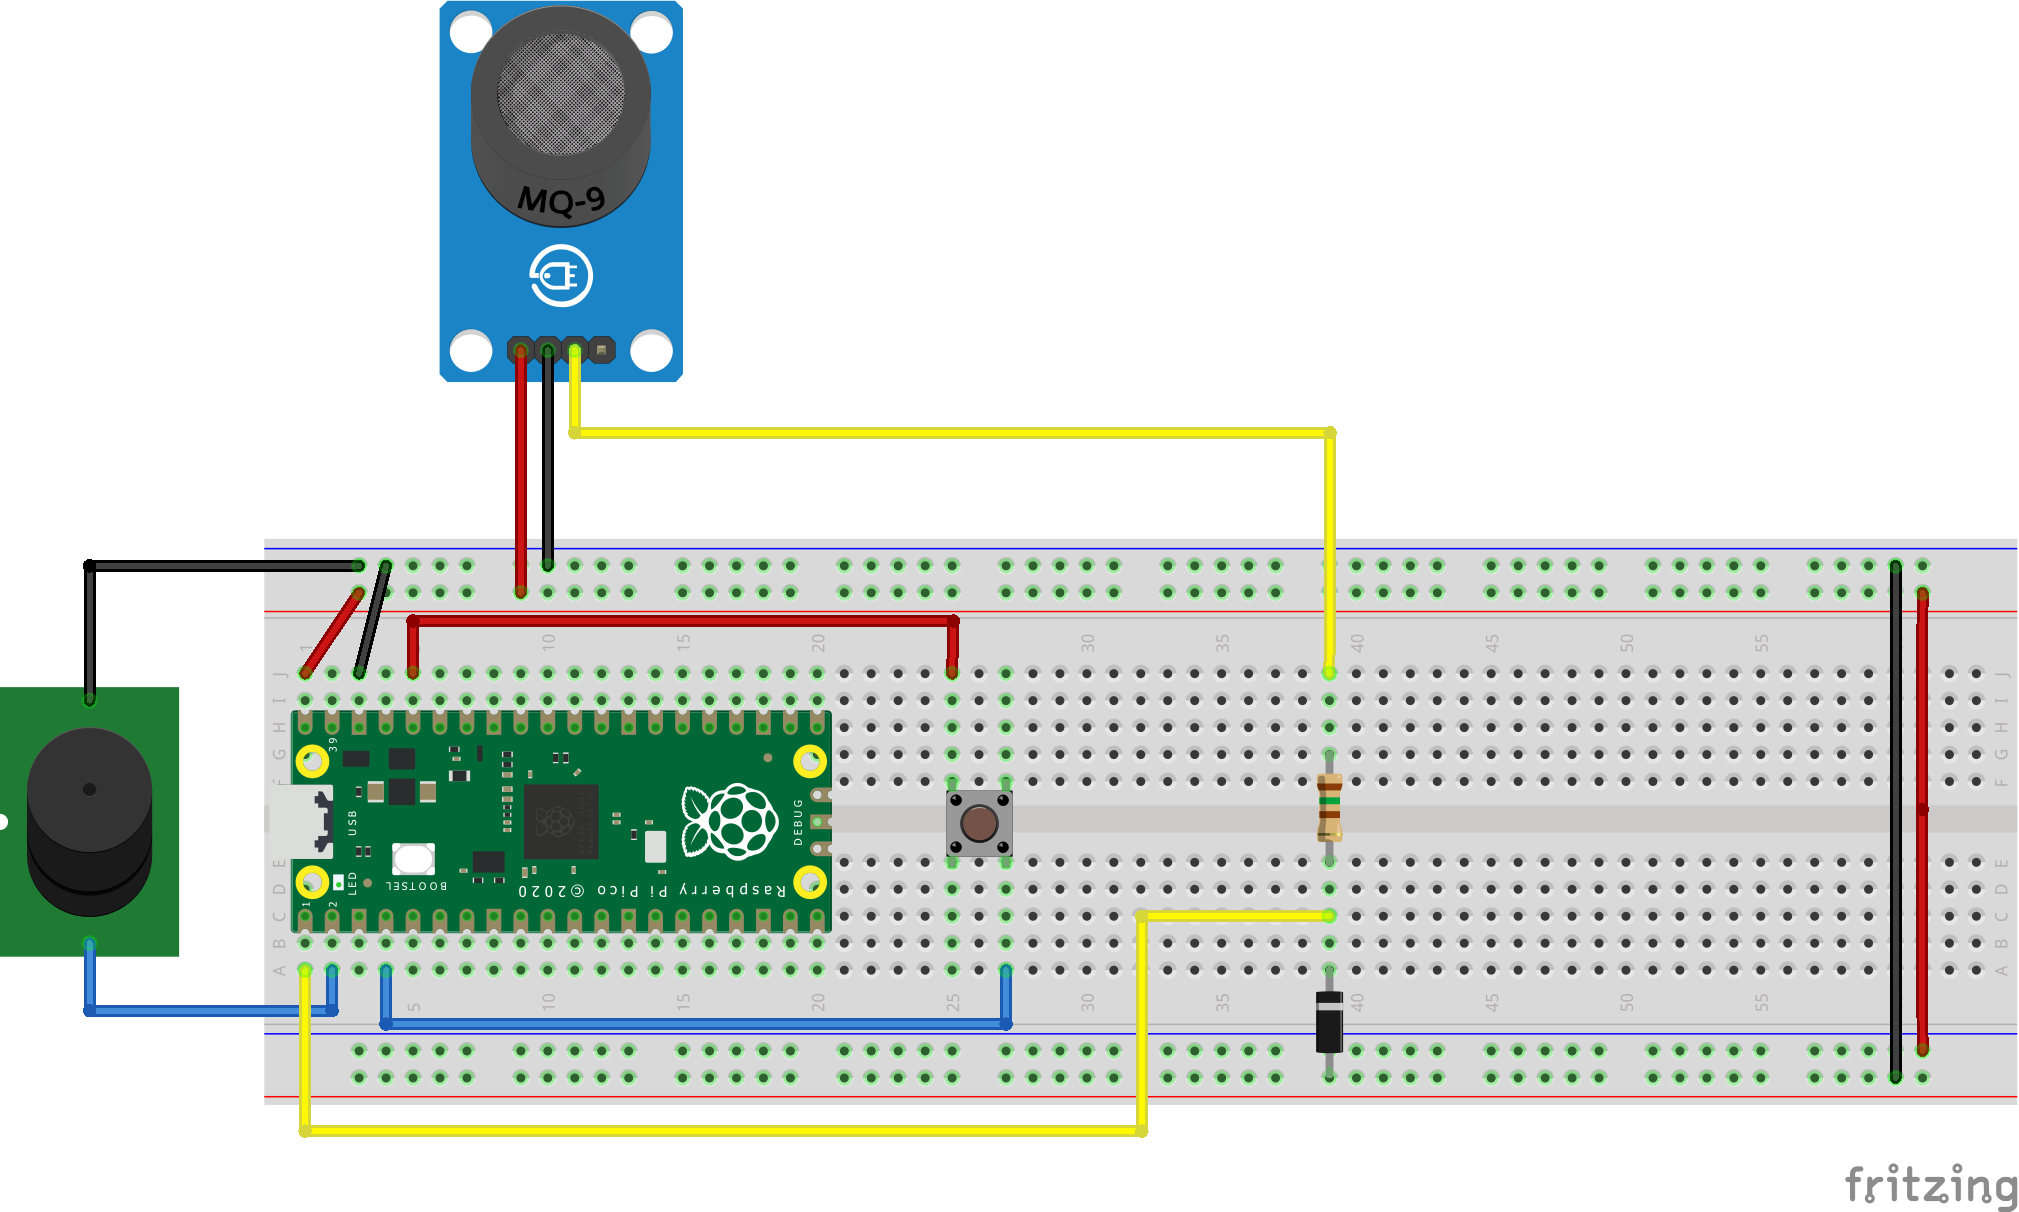 MQ-9
1 10 15 20 25 30 35 40 45 50 55
J J
I I
H H
G G
F F
39
USB
DEBUG
BOOTSEL
LED
Raspberry Pi Pico ©2020
1 2
E E
D D
C C
B B
A A
5 10 15 20 25 30 35 40 45 50 55
fritzing